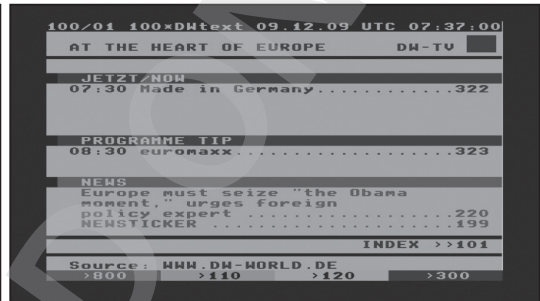 100/01 100*DWtext 09.12.09 UTC 07:37:00
AT THE HEART OF EUROPE DW-TV
JETZT/NOW
07:30 Made in Germany............322
PROGRAMME TIP
08:30 euromaxx...................323
NEWS
Europe must seize "the Obama
moment," urges foreign
policy expert ...................220
NEWSTICKER ......................199
INDEX >>101
Source: WWW.DW-WORLD.DE
>800 >110 >120 >300